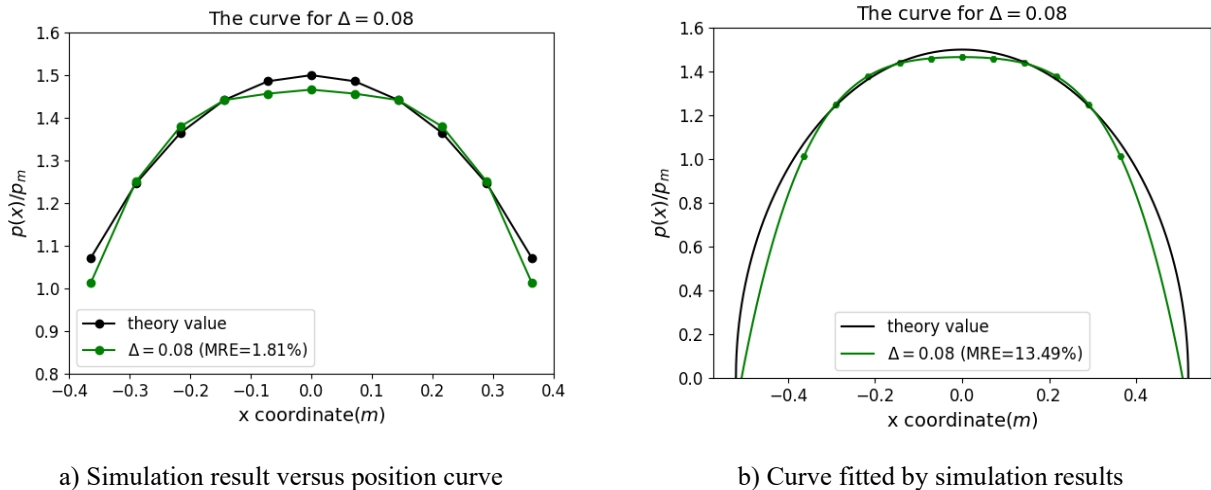 The curve for Δ = 0.08
1.6
1.5
1.4
1.3
1.2
1.1
1.0
0.9
0.8
p(x)/pₘ
theory value
Δ = 0.08 (MRE=1.81%)
−0.4 −0.3 −0.2 −0.1 0.0 0.1 0.2 0.3 0.4
x coordinate(m)
a) Simulation result versus position curve
The curve for Δ = 0.08
1.6
1.4
1.2
1.0
0.8
0.6
0.4
0.2
0.0
p(x)/pₘ
theory value
Δ = 0.08 (MRE=13.49%)
−0.4 −0.2 0.0 0.2 0.4
x coordinate(m)
b) Curve fitted by simulation results